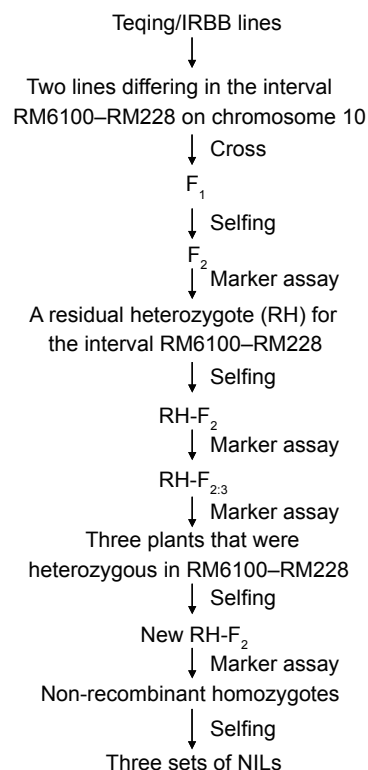 Teqing/IRBB lines
Two lines differing in the interval
RM6100–RM228 on chromosome 10
Cross
F1
Selfing
F2
Marker assay
A residual heterozygote (RH) for
the interval RM6100–RM228
Selfing
RH-F2
Marker assay
RH-F2:3
Marker assay
Three plants that were
heterozygous in RM6100–RM228
Selfing
New RH-F2
Marker assay
Non-recombinant homozygotes
Selfing
Three sets of NILs